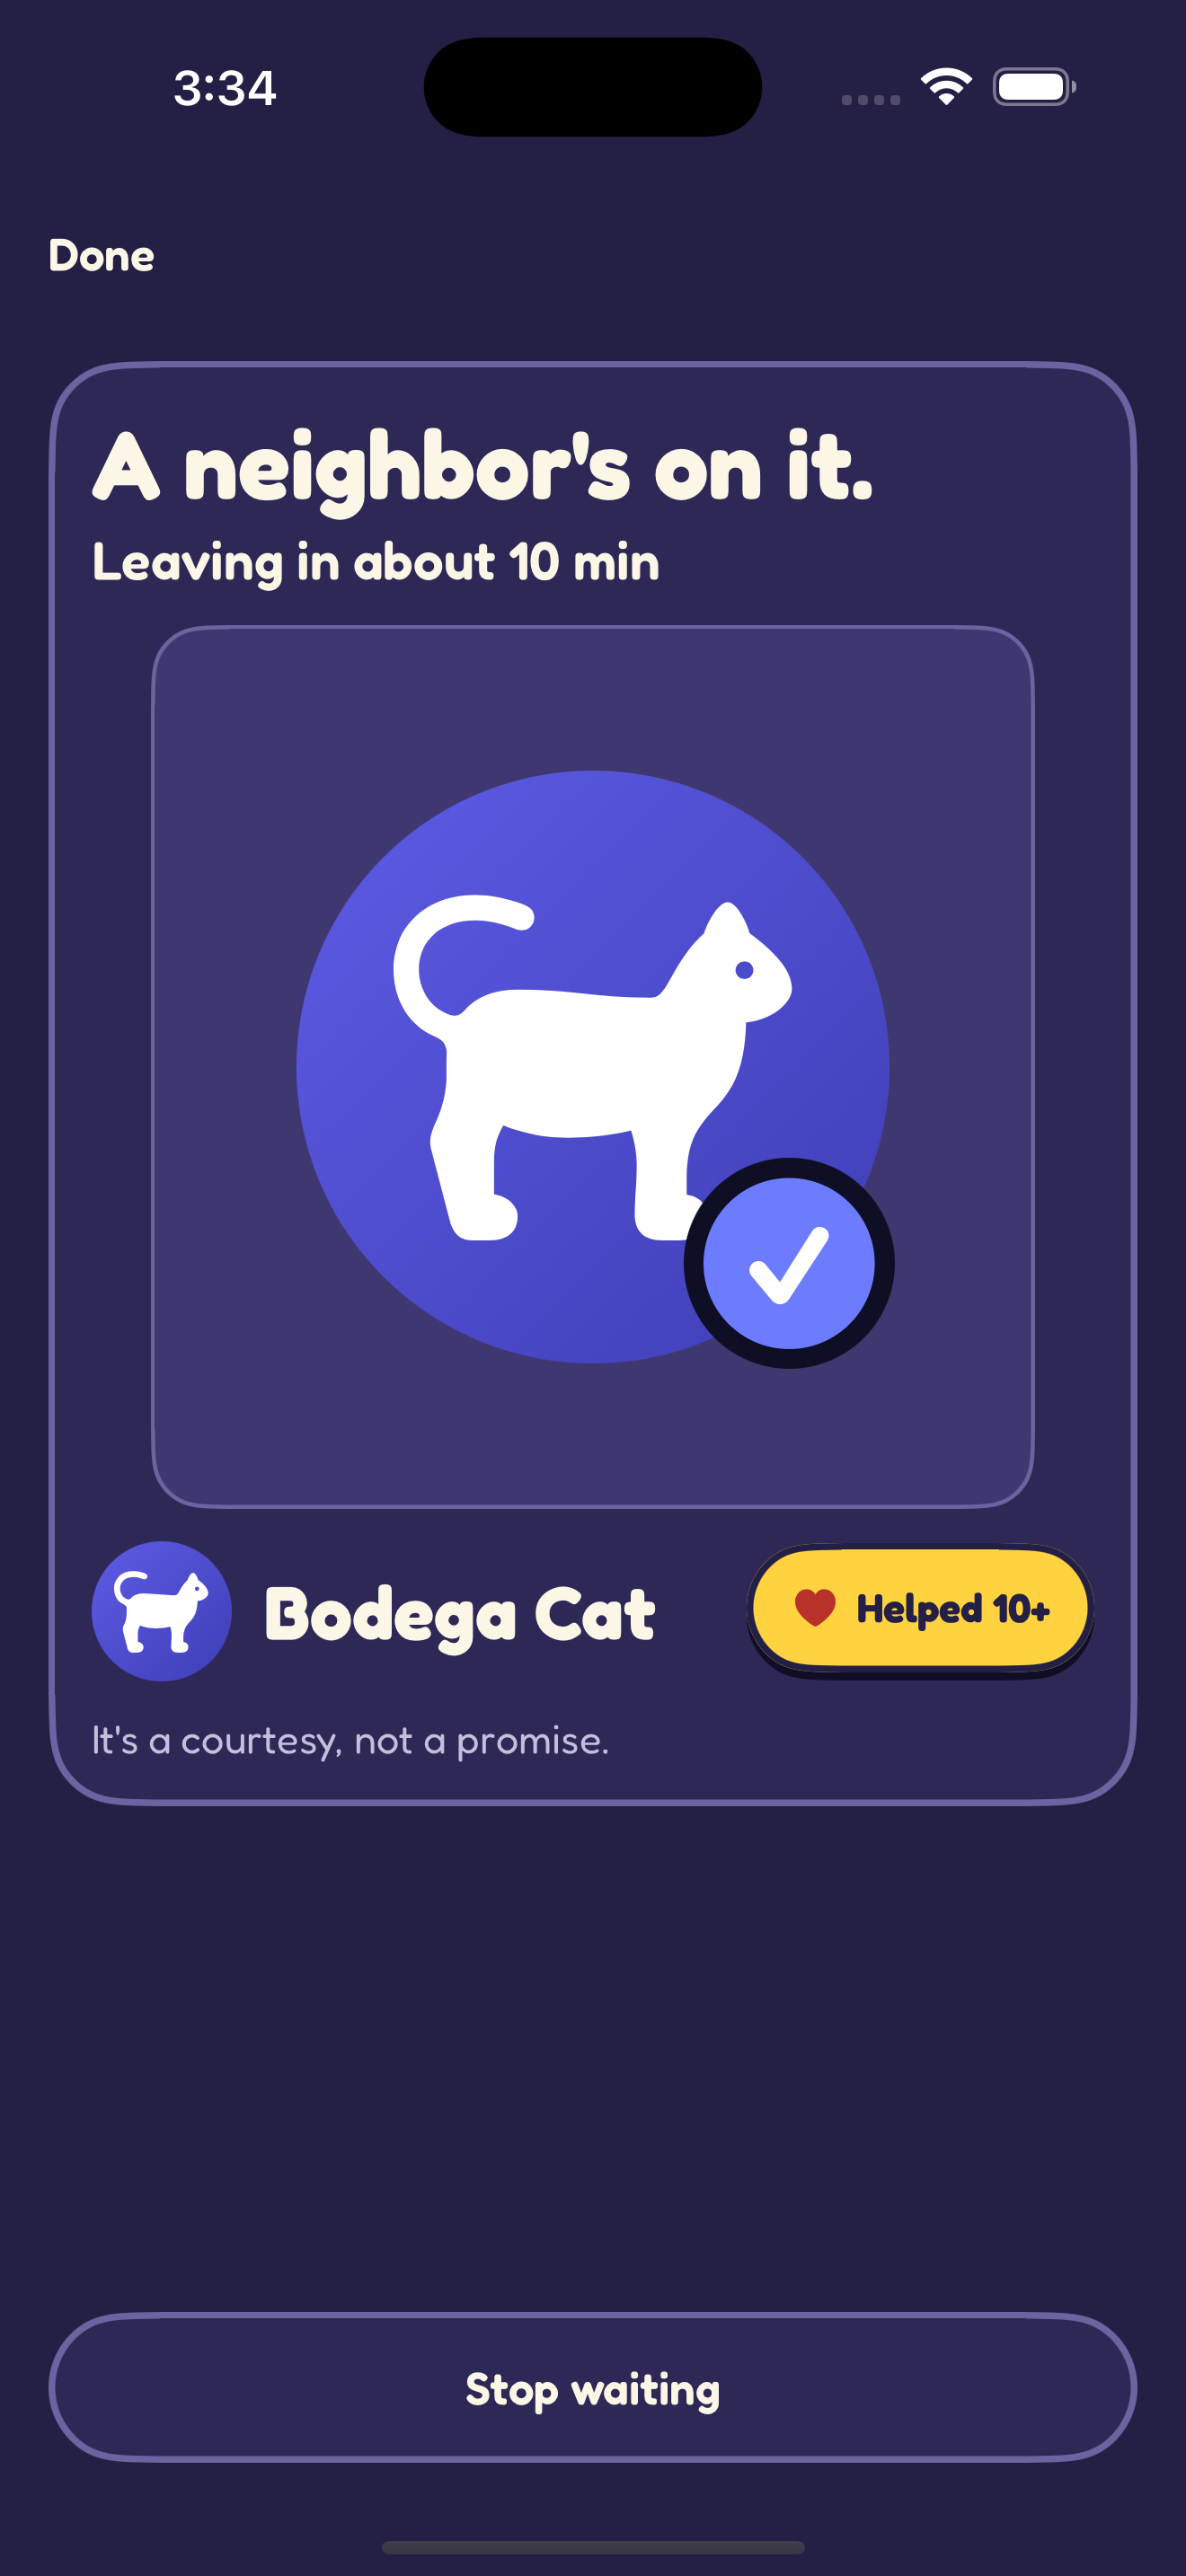 3:34
Done
A neighbor's on it.
Leaving in about 10 min
Bodega Cat
Helped 10+
It's a courtesy, not a promise.
Stop waiting